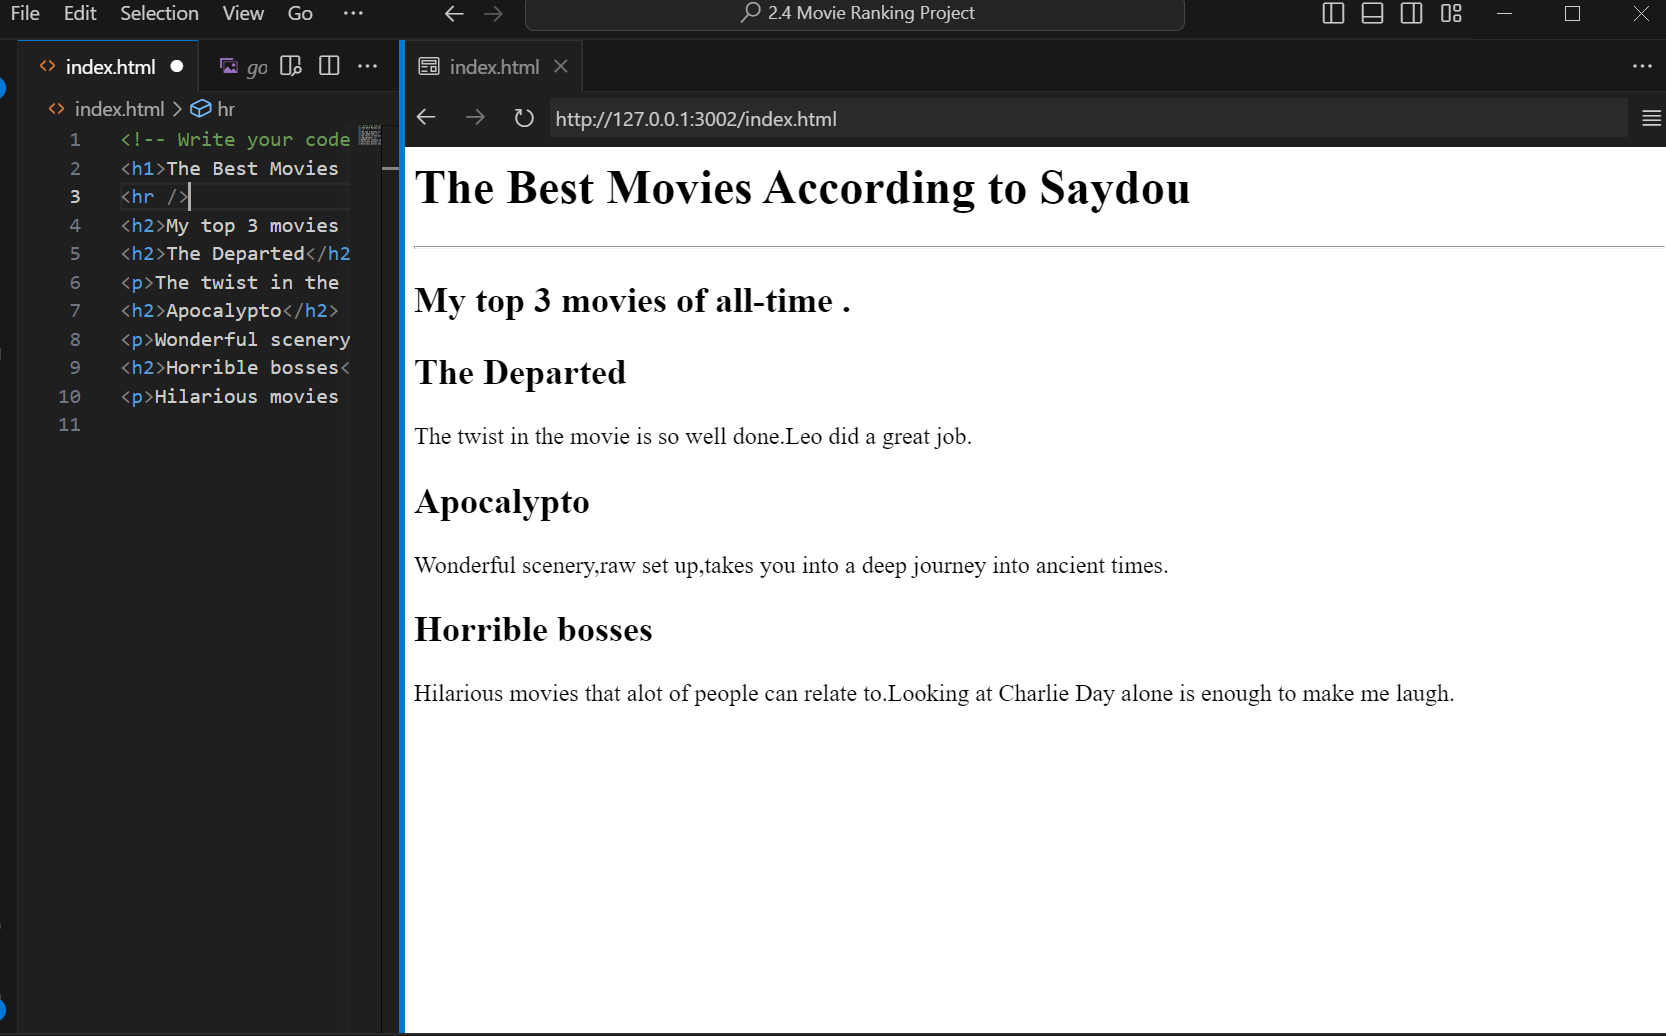 File Edit Selection View Go ··· 2.4 Movie Ranking Project
index.html go ···
index.html > hr
1 <!-- Write your code
2 <h1>The Best Movies
3 <hr />
4 <h2>My top 3 movies
5 <h2>The Departed</h2
6 <p>The twist in the
7 <h2>Apocalypto</h2>
8 <p>Wonderful scenery
9 <h2>Horrible bosses<
10 <p>Hilarious movies
11
index.html ···
http://127.0.0.1:3002/index.html
The Best Movies According to Saydou
My top 3 movies of all-time .
The Departed
The twist in the movie is so well done.Leo did a great job.
Apocalypto
Wonderful scenery,raw set up,takes you into a deep journey into ancient times.
Horrible bosses
Hilarious movies that alot of people can relate to.Looking at Charlie Day alone is enough to make me laugh.